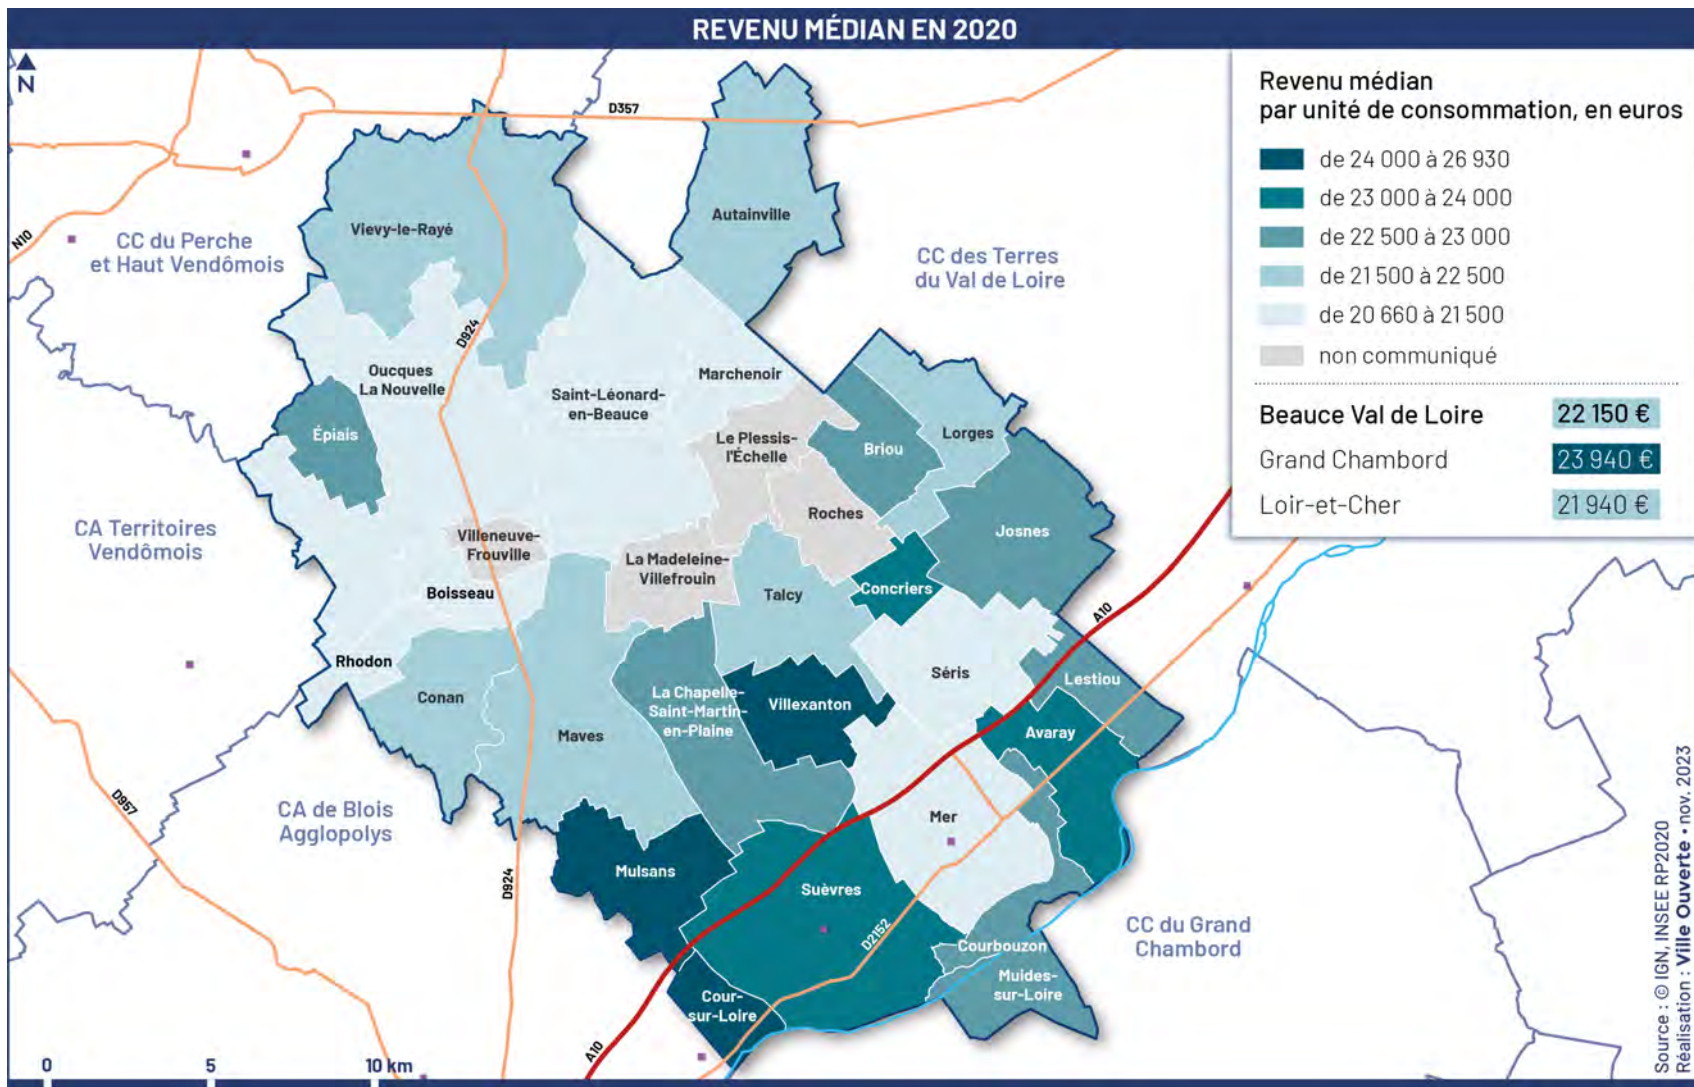 REVENU MÉDIAN EN 2020
N
D357
N10
CC du Perche
et Haut Vendômois
Vievy-le-Rayé
Autainville
CC des Terres
du Val de Loire
Revenu médian
par unité de consommation, en euros
de 24 000 à 26 930
de 23 000 à 24 000
de 22 500 à 23 000
de 21 500 à 22 500
de 20 660 à 21 500
non communiqué
Beauce Val de Loire 22 150 €
Grand Chambord 23 940 €
Loir-et-Cher 21 940 €
D924
Oucques
La Nouvelle
Saint-Léonard-
en-Beauce
Marchenoir
Épiais
Le Plessis-
l'Échelle
Briou
Lorges
CA Territoires
Vendômois
Villeneuve-
Frouville
Roches
Josnes
La Madeleine-
Villefrouin
Boisseau
Talcy
Concriers
A10
Rhodon
Conan
Maves
La Chapelle-
Saint-Martin-
en-Plaine
Villexanton
Séris
Lestiou
Avaray
D957
CA de Blois
Agglopolys
Mer
Mulsans
Suèvres
D924
D2152
Courbouzon
Muides-
sur-Loire
CC du Grand
Chambord
Cour-
sur-Loire
A10
0 5 10 km
Source : © IGN, INSEE RP2020
Réalisation : Ville Ouverte • nov. 2023